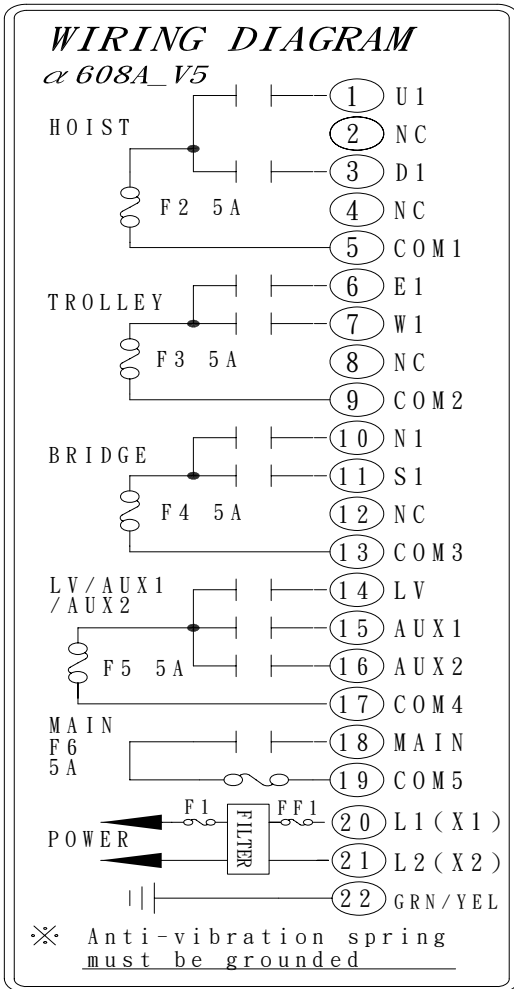 WIRING DIAGRAM
α 608A_V5
1 U1
HOIST
2 NC
3 D1
F2 5A
4 NC
5 COM1
6 E1
TROLLEY
7 W1
F3 5A
8 NC
9 COM2
10 N1
BRIDGE
11 S1
F4 5A
12 NC
13 COM3
LV/AUX1
14 LV
/AUX2
15 AUX1
F5 5A
16 AUX2
17 COM4
MAIN
18 MAIN
F6
5A
19 COM5
F1 FILTER FF1
20 L1(X1)
POWER
21 L2(X2)
22 GRN/YEL
※ Anti-vibration spring
must be grounded